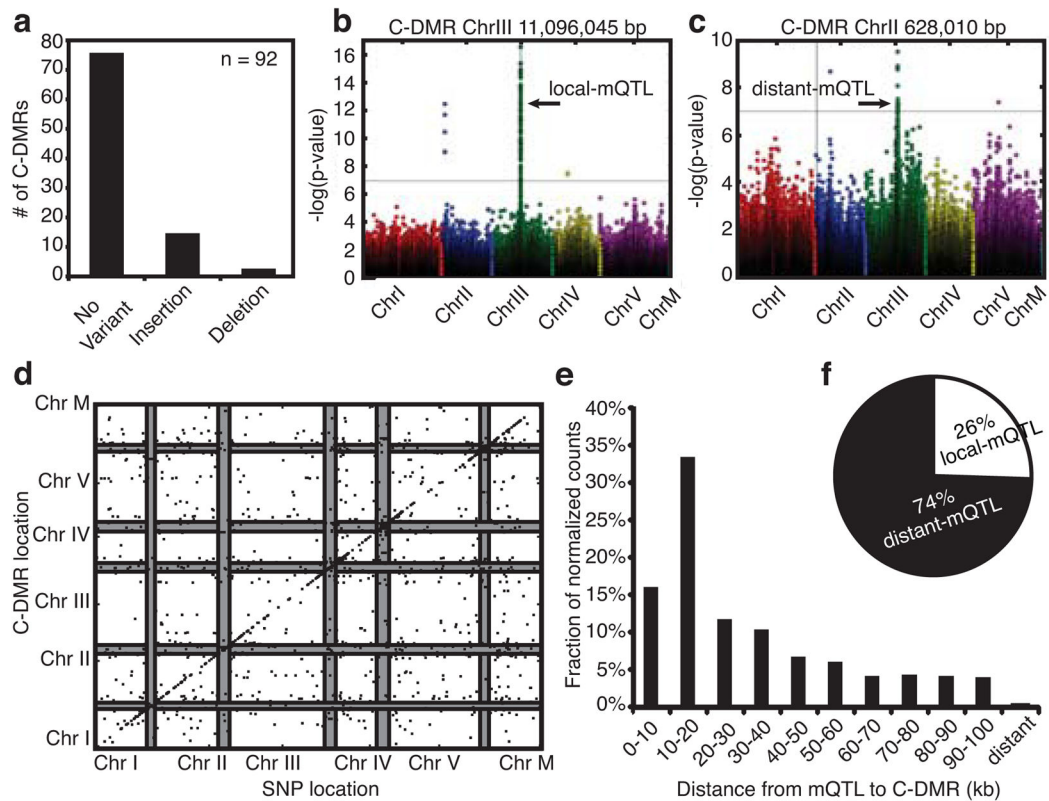 a
n = 92
# of C-DMRs
80
70
60
50
40
30
20
10
0
No Variant
Insertion
Deletion
b
C-DMR ChrIII 11,096,045 bp
local-mQTL
-log(p-value)
16
14
12
10
8
6
4
2
0
ChrI
ChrII
ChrIII
ChrIV
ChrV
ChrM
c
C-DMR ChrII 628,010 bp
distant-mQTL
-log(p-value)
10
8
6
4
2
0
ChrI
ChrII
ChrIII
ChrIV
ChrV
ChrM
d
C-DMR location
Chr M
Chr V
Chr IV
Chr III
Chr II
Chr I
Chr I
Chr II
Chr III
Chr IV
Chr V
Chr M
SNP location
e
Fraction of normalized counts
40%
35%
30%
25%
20%
15%
10%
5%
0%
0-10
10-20
20-30
30-40
40-50
50-60
60-70
70-80
80-90
90-100
distant
Distance from mQTL to C-DMR (kb)
f
26%
local-mQTL
74%
distant-mQTL